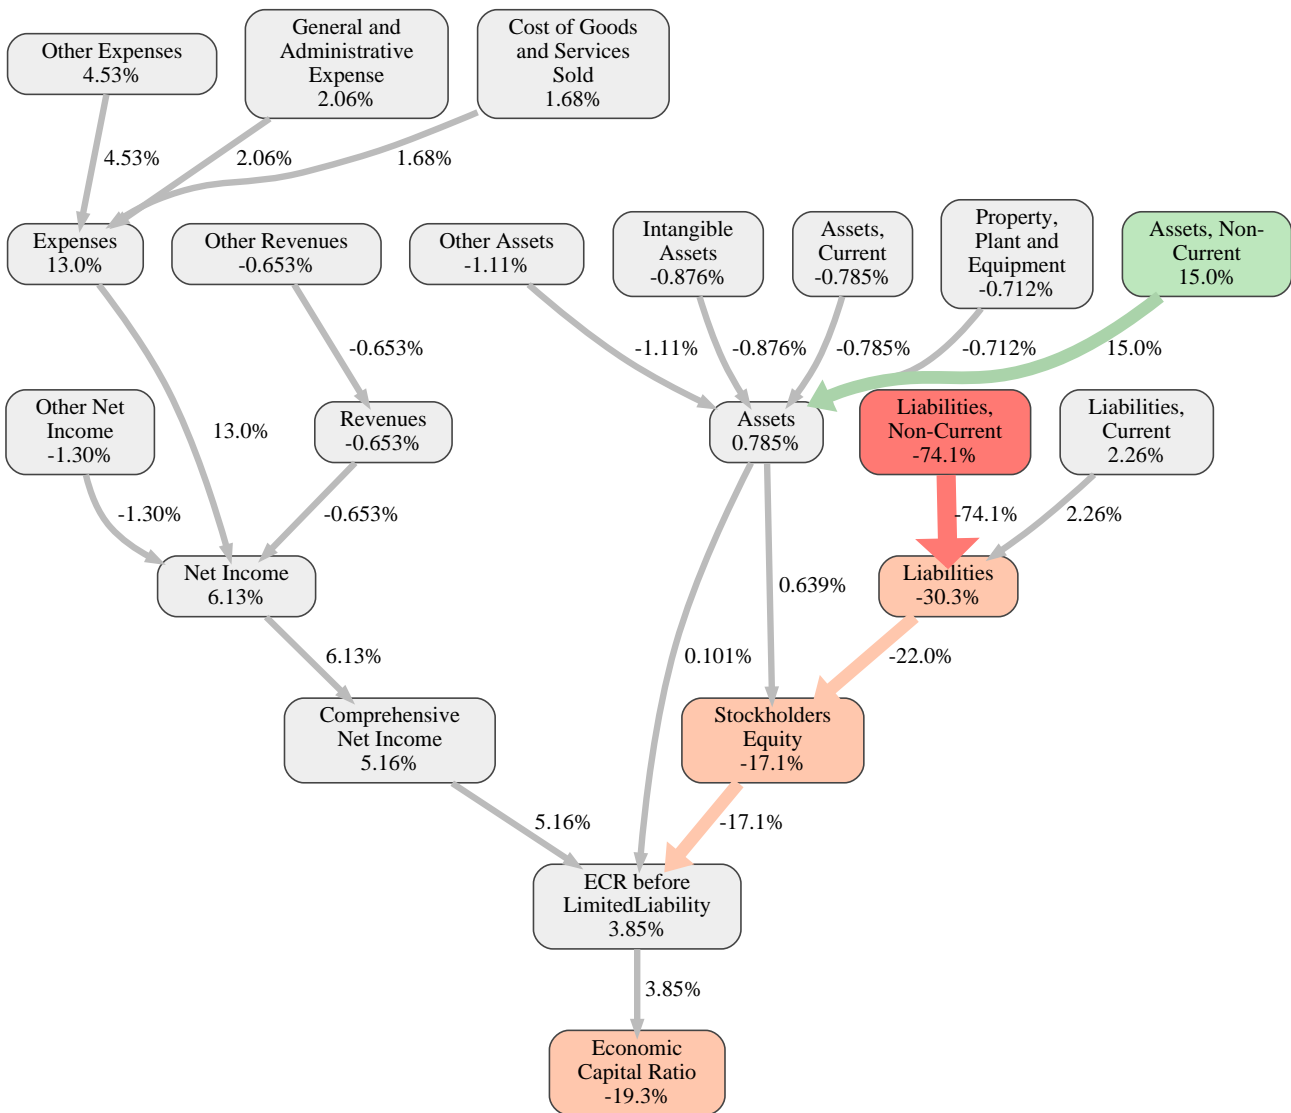 Other Expenses
4.53%
General and
Administrative
Expense
2.06%
Cost of Goods
and Services
Sold
1.68%
4.53%
2.06%
1.68%
Expenses
13.0%
Other Revenues
-0.653%
Other Assets
-1.11%
Intangible
Assets
-0.876%
Assets,
Current
-0.785%
Property,
Plant and
Equipment
-0.712%
Assets, Non-
Current
15.0%
-0.653%
-1.11%
-0.876%
-0.785%
-0.712%
15.0%
Other Net
Income
-1.30%
13.0%
Revenues
-0.653%
Assets
0.785%
Liabilities,
Non-Current
-74.1%
Liabilities,
Current
2.26%
-1.30%
-0.653%
-74.1%
2.26%
Net Income
6.13%
0.639%
Liabilities
-30.3%
6.13%
0.101%
-22.0%
Comprehensive
Net Income
5.16%
Stockholders
Equity
-17.1%
5.16%
-17.1%
ECR before
LimitedLiability
3.85%
3.85%
Economic
Capital Ratio
-19.3%